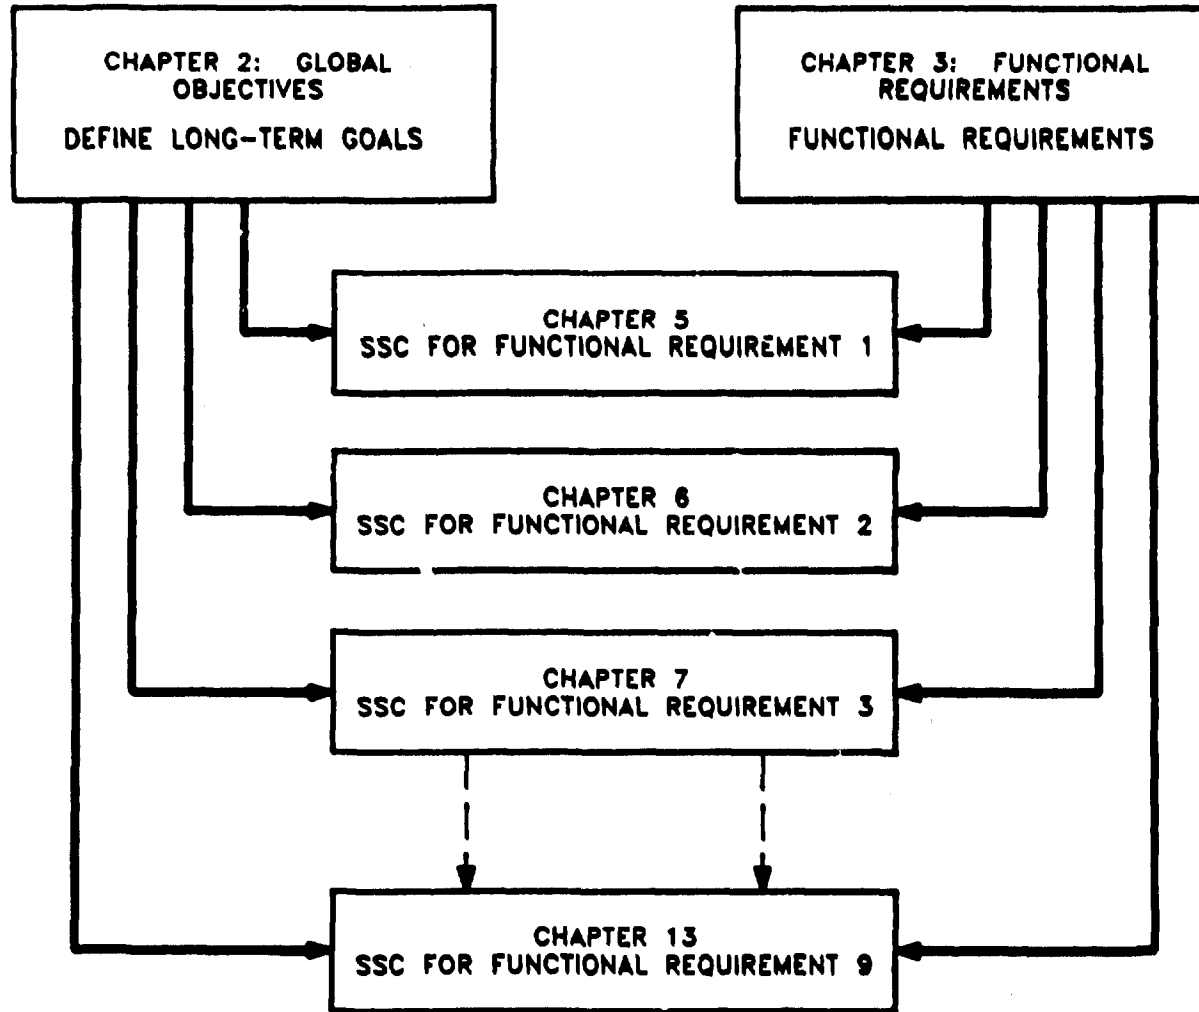 CHAPTER 2: GLOBAL
OBJECTIVES
DEFINE LONG-TERM GOALS
CHAPTER 3: FUNCTIONAL
REQUIREMENTS
FUNCTIONAL REQUIREMENTS
CHAPTER 5
SSC FOR FUNCTIONAL REQUIREMENT 1
CHAPTER 6
SSC FOR FUNCTIONAL REQUIREMENT 2
CHAPTER 7
SSC FOR FUNCTIONAL REQUIREMENT 3
CHAPTER 13
SSC FOR FUNCTIONAL REQUIREMENT 9